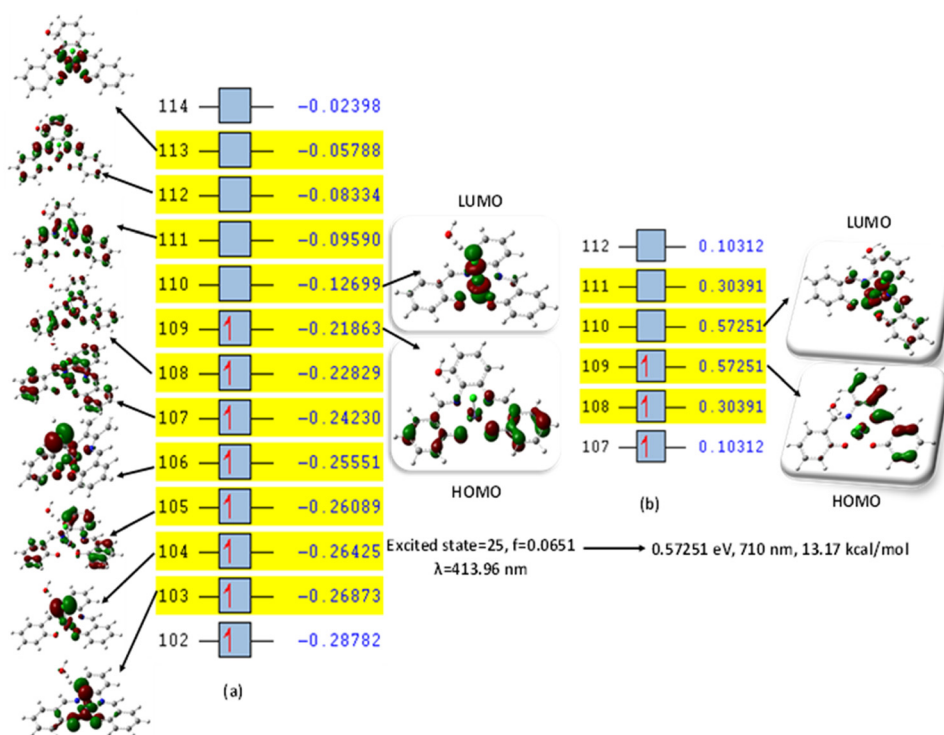 114 −0.02398
113 −0.05788
112 −0.08334
111 −0.09590
110 −0.12699
109 −0.21863
108 −0.22829
107 −0.24230
106 −0.25551
105 −0.26089
104 −0.26425
103 −0.26873
102 −0.28782
(a)
LUMO
HOMO
LUMO
112 0.10312
111 0.30391
110 0.57251
109 0.57251
108 0.30391
107 0.10312
(b)
HOMO
Excited state=25, f=0.0651
λ=413.96 nm
0.57251 eV, 710 nm, 13.17 kcal/mol